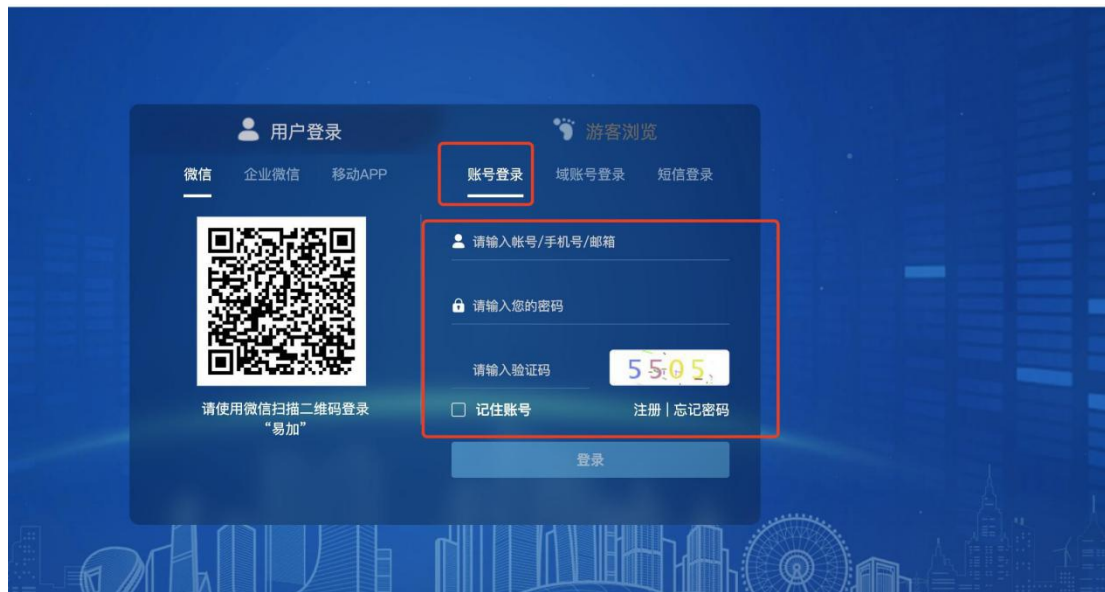 用户登录
游客浏览
微信 企业微信 移动APP
账号登录 域账号登录 短信登录
请使用微信扫描二维码登录
“易加”
请输入帐号/手机号/邮箱
请输入您的密码
请输入验证码 5505
记住账号 注册 | 忘记密码
登录